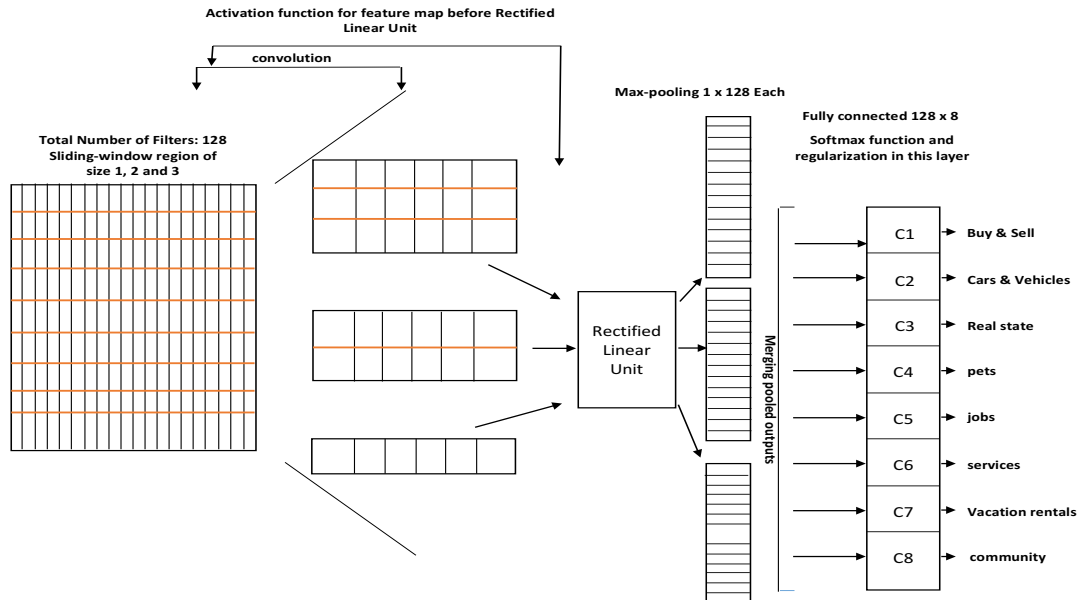 Activation function for feature map before Rectified
Linear Unit
convolution
Total Number of Filters: 128
Sliding-window region of
size 1, 2 and 3
Rectified
Linear
Unit
Max-pooling 1 x 128 Each
Merging pooled outputs
Fully connected 128 x 8
Softmax function and
regularization in this layer
C1
Buy & Sell
C2
Cars & Vehicles
C3
Real state
C4
pets
C5
jobs
C6
services
C7
Vacation rentals
C8
community